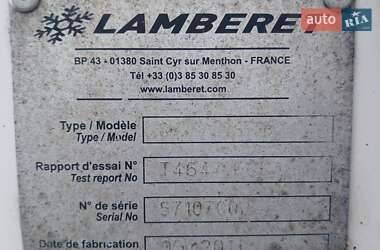 LAMBERET
auto RIA
BP 43 - 01380 Saint Cyr sur Menthon - FRANCE
Tél +33 (0)3 85 30 85 30
www.lamberet.com
Type / Modèle
Type / Model
Rapport d'essai N°
Test report No
N° de série
Serial No
Date de fabrication